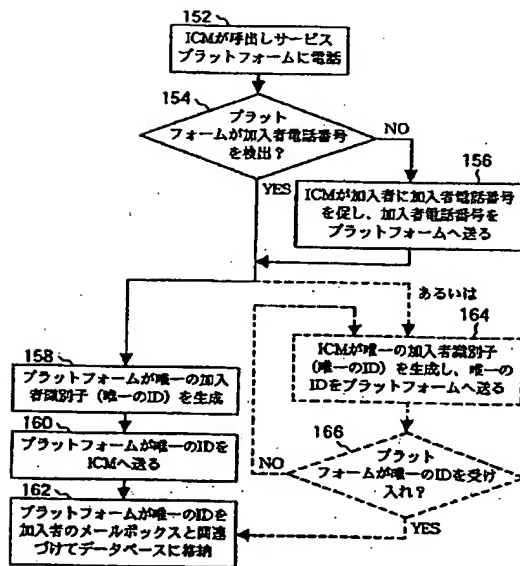 152
ICMが呼出しサービス
プラットフォームに電話
154
プラット
フォームが加入者電話番号
を検出?
NO
YES
156
ICMが加入者に加入者電話番号
を促し、加入者電話番号を
プラットフォームへ送る
あるいは
164
ICMが唯一の加入者識別子
(唯一のID)を生成し、唯一の
IDをプラットフォームへ送る
158
プラットフォームが唯一の加入
者識別子(唯一のID)を生成
160
プラットフォームが唯一のIDを
ICMへ送る
166
プラット
フォームが唯一のIDを受け
入れ?
NO
YES
162
プラットフォームが唯一のIDを
加入者のメールボックスと関連
づけてデータベースに格納